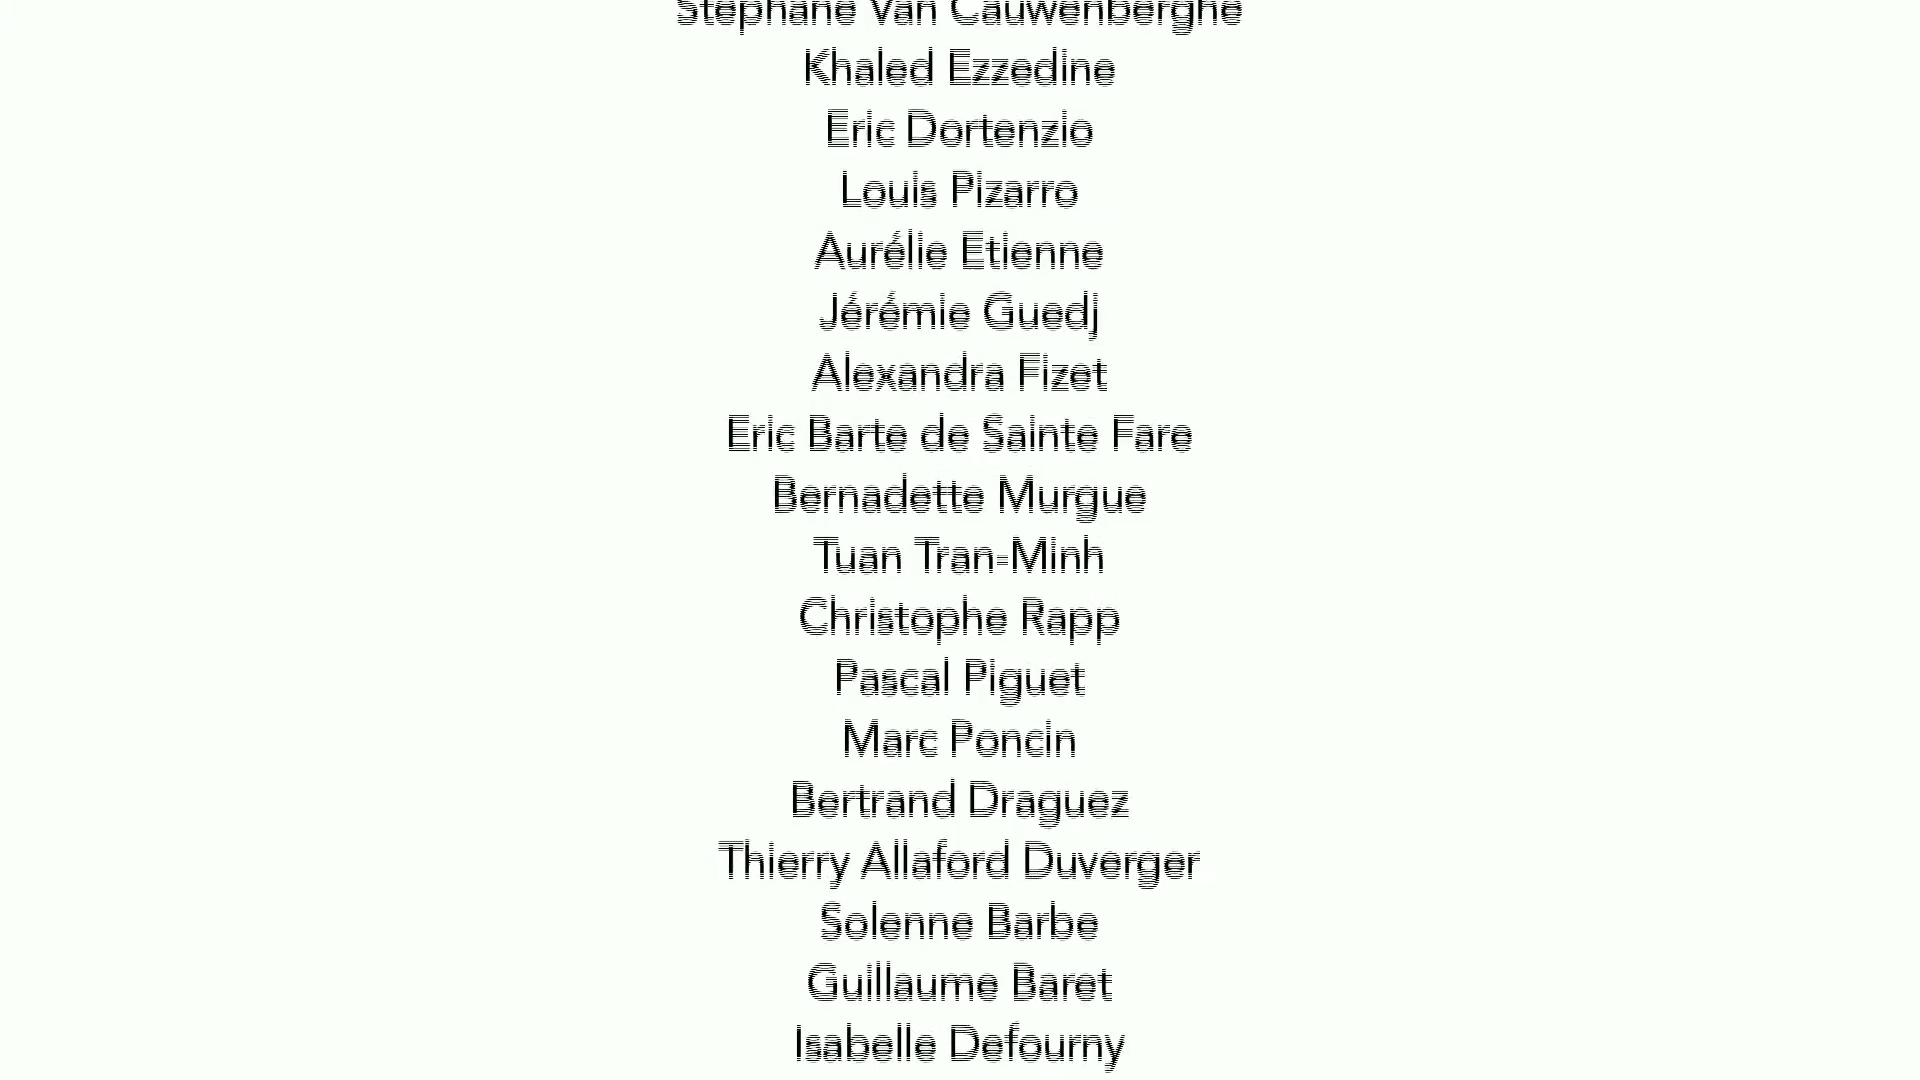 Stéphane Van Cauwenberghe
Khaled Ezzedine
Eric Dortenzio
Louis Pizarro
Aurélie Etienne
Jérémie Guedj
Alexandra Fizet
Eric Barte de Sainte Fare
Bernadette Murgue
Tuan Tran-Minh
Christophe Rapp
Pascal Piguet
Marc Poncin
Bertrand Draguez
Thierry Allaford Duverger
Solenne Barbe
Guillaume Baret
Isabelle Defourny